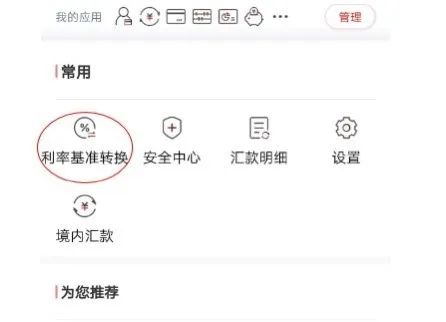 我的应用 管理
常用
利率基准转换 安全中心 汇款明细 设置
境内汇款
为您推荐